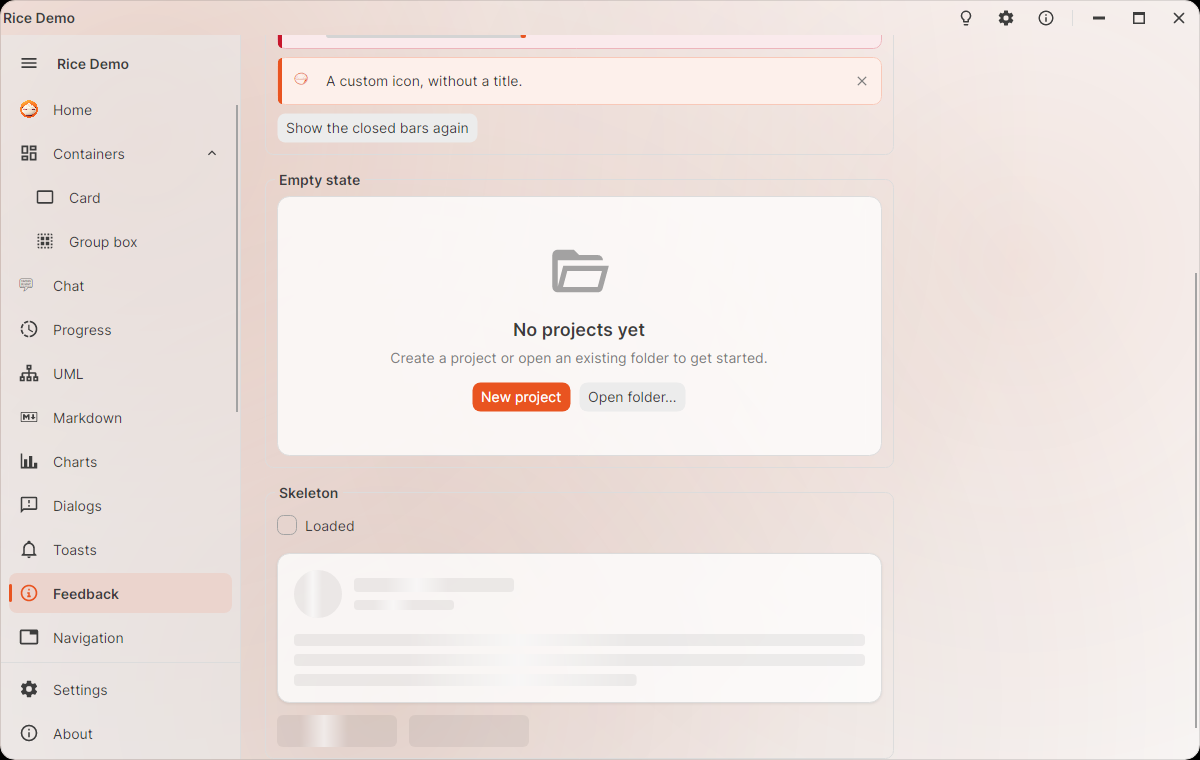 Rice Demo
Rice Demo
Home
Containers
Card
Group box
Chat
Progress
UML
Markdown
Charts
Dialogs
Toasts
Feedback
Navigation
Settings
About
A custom icon, without a title.
Show the closed bars again
Empty state
No projects yet
Create a project or open an existing folder to get started.
New project
Open folder...
Skeleton
Loaded